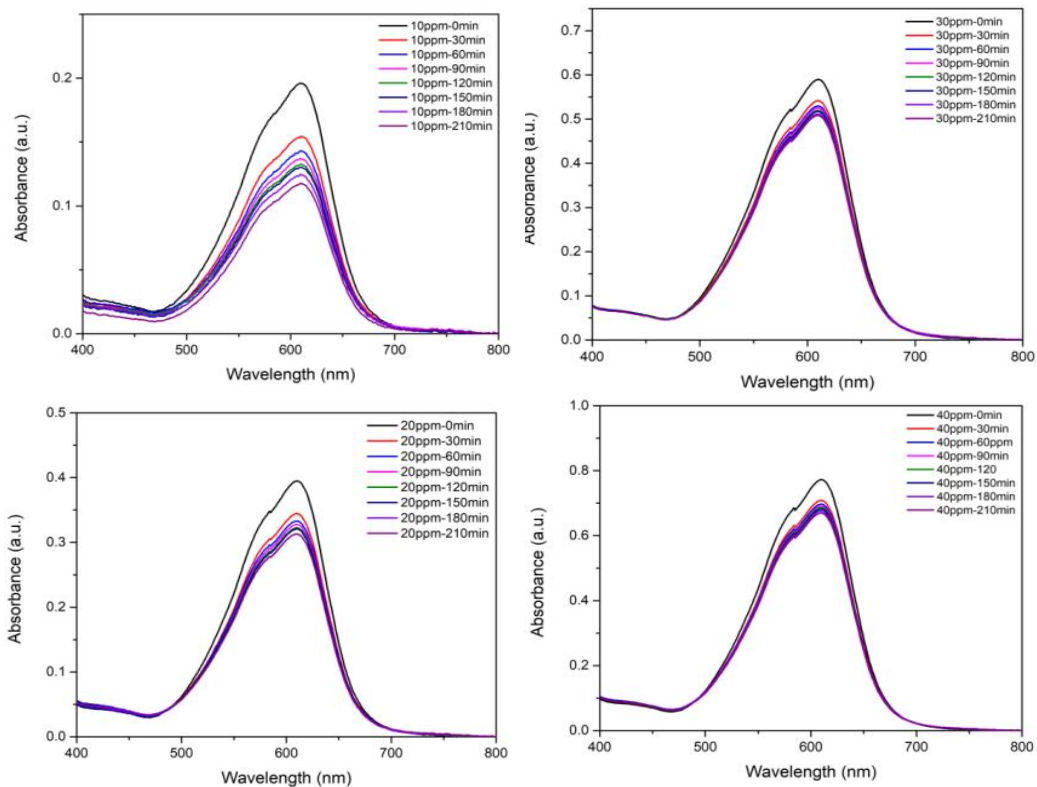 10ppm-0min
10ppm-30min
10ppm-60min
10ppm-90min
10ppm-120min
10ppm-150min
10ppm-180min
10ppm-210min
0.2
0.1
0.0
400
500
600
700
800
Absorbance (a.u.)
Wavelength (nm)
30ppm-0min
30ppm-30min
30ppm-60min
30ppm-90min
30ppm-120min
30ppm-150min
30ppm-180min
30ppm-210min
0.7
0.6
0.5
0.4
0.3
0.2
0.1
0.0
400
500
600
700
800
Absorbance (a.u.)
Wavelength (nm)
20ppm-0min
20ppm-30min
20ppm-60min
20ppm-90min
20ppm-120min
20ppm-150min
20ppm-180min
20ppm-210min
0.5
0.4
0.3
0.2
0.1
0.0
400
500
600
700
800
Absorbance (a.u.)
Wavelength (nm)
40ppm-0min
40ppm-30min
40ppm-60ppm
40ppm-90min
40ppm-120
40ppm-150min
40ppm-180min
40ppm-210min
1.0
0.8
0.6
0.4
0.2
0.0
400
500
600
700
800
Absorbance (a.u.)
Wavelength (nm)